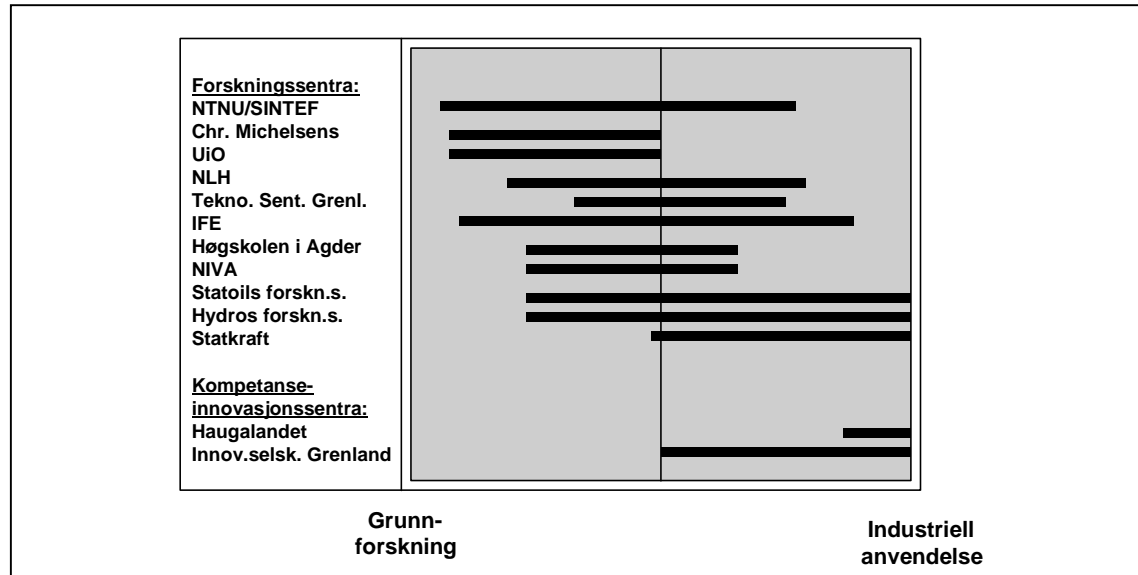 Forskningssentra:
NTNU/SINTEF
Chr. Michelsens
UiO
NLH
Tekno. Sent. Grenl.
IFE
Høgskolen i Agder
NIVA
Statoils forskn.s.
Hydros forskn.s.
Statkraft
Kompetanse-
innovasjonssentra:
Haugalandet
Innov.selsk. Grenland
Grunn-
forskning
Industriell
anvendelse